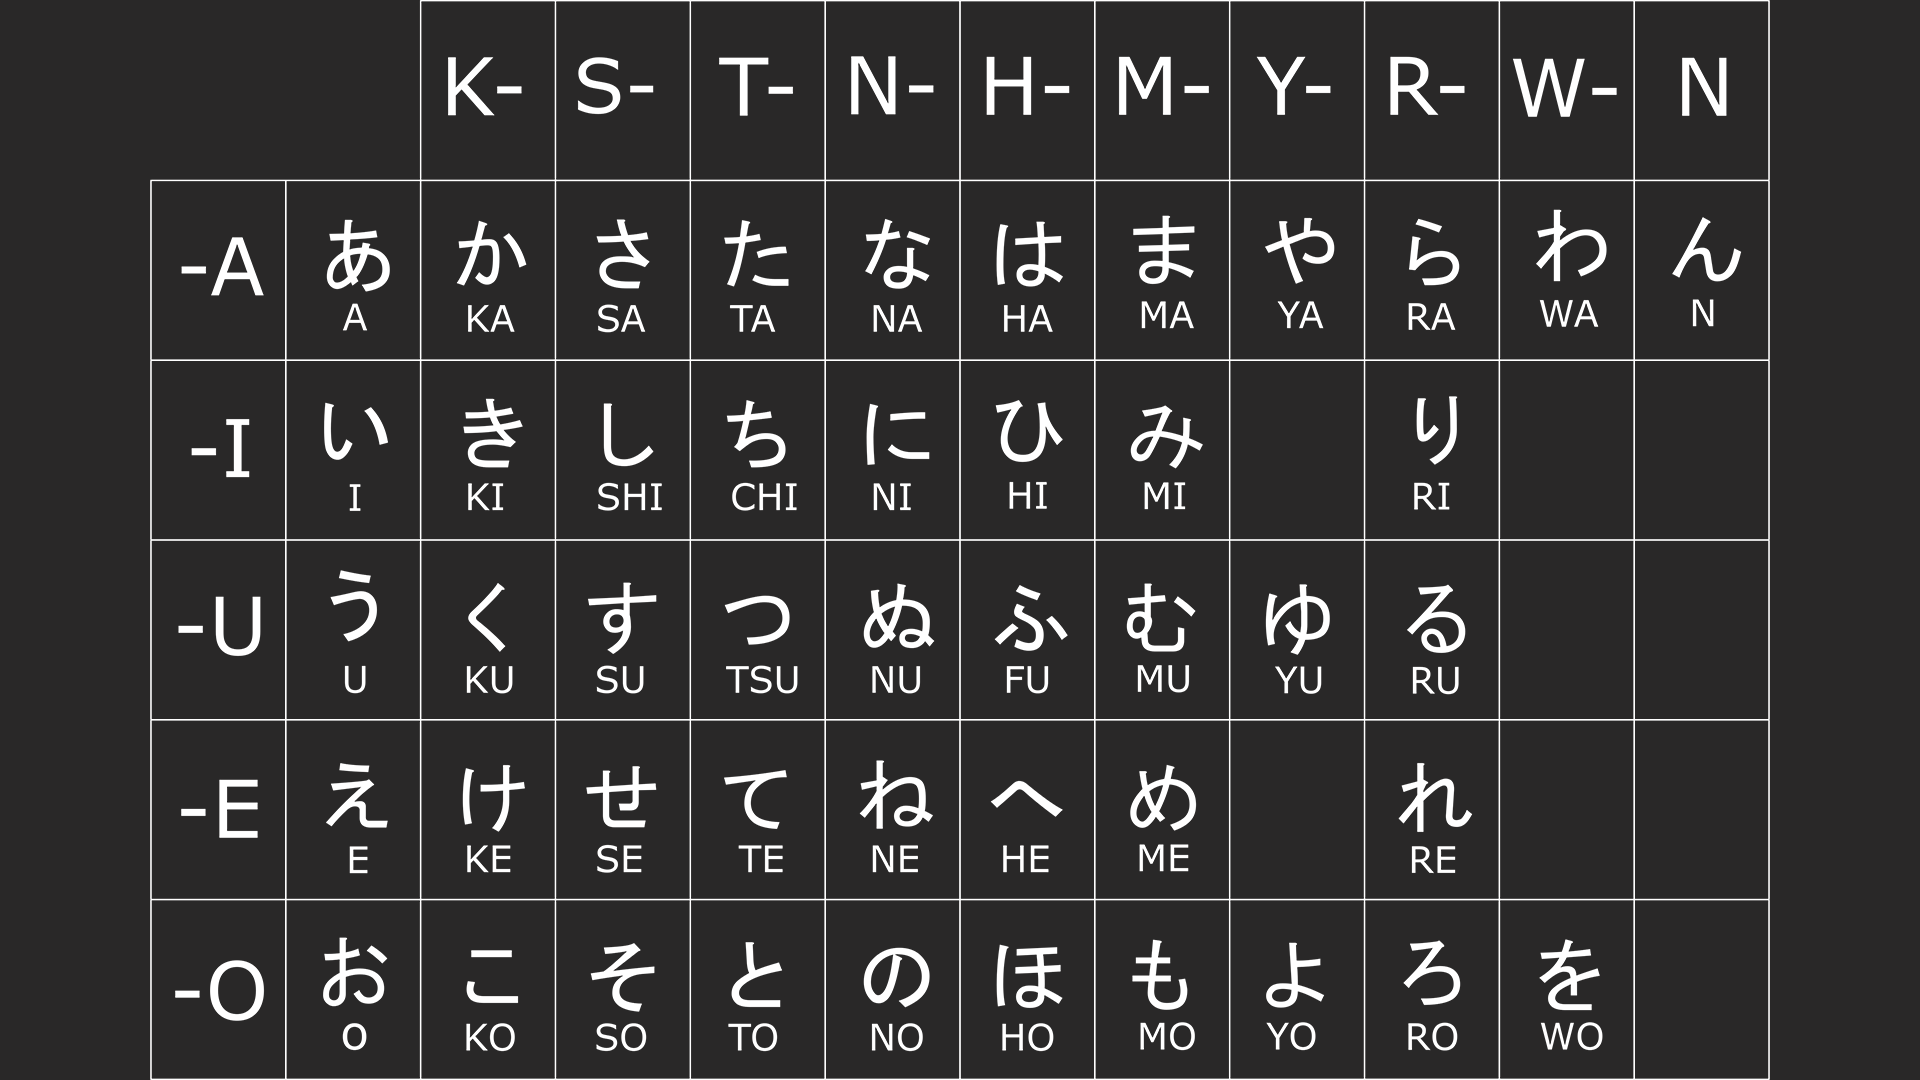 K- S- T- N- H- M- Y- R- W- N
-A あ か さ た な は ま や ら わ ん
A KA SA TA NA HA MA YA RA WA N
-I い き し ち に ひ み り
I KI SHI CHI NI HI MI RI
-U う く す つ ぬ ふ む ゆ る
U KU SU TSU NU FU MU YU RU
-E え け せ て ね へ め れ
E KE SE TE NE HE ME RE
-O お こ そ と の ほ も よ ろ を
O KO SO TO NO HO MO YO RO WO